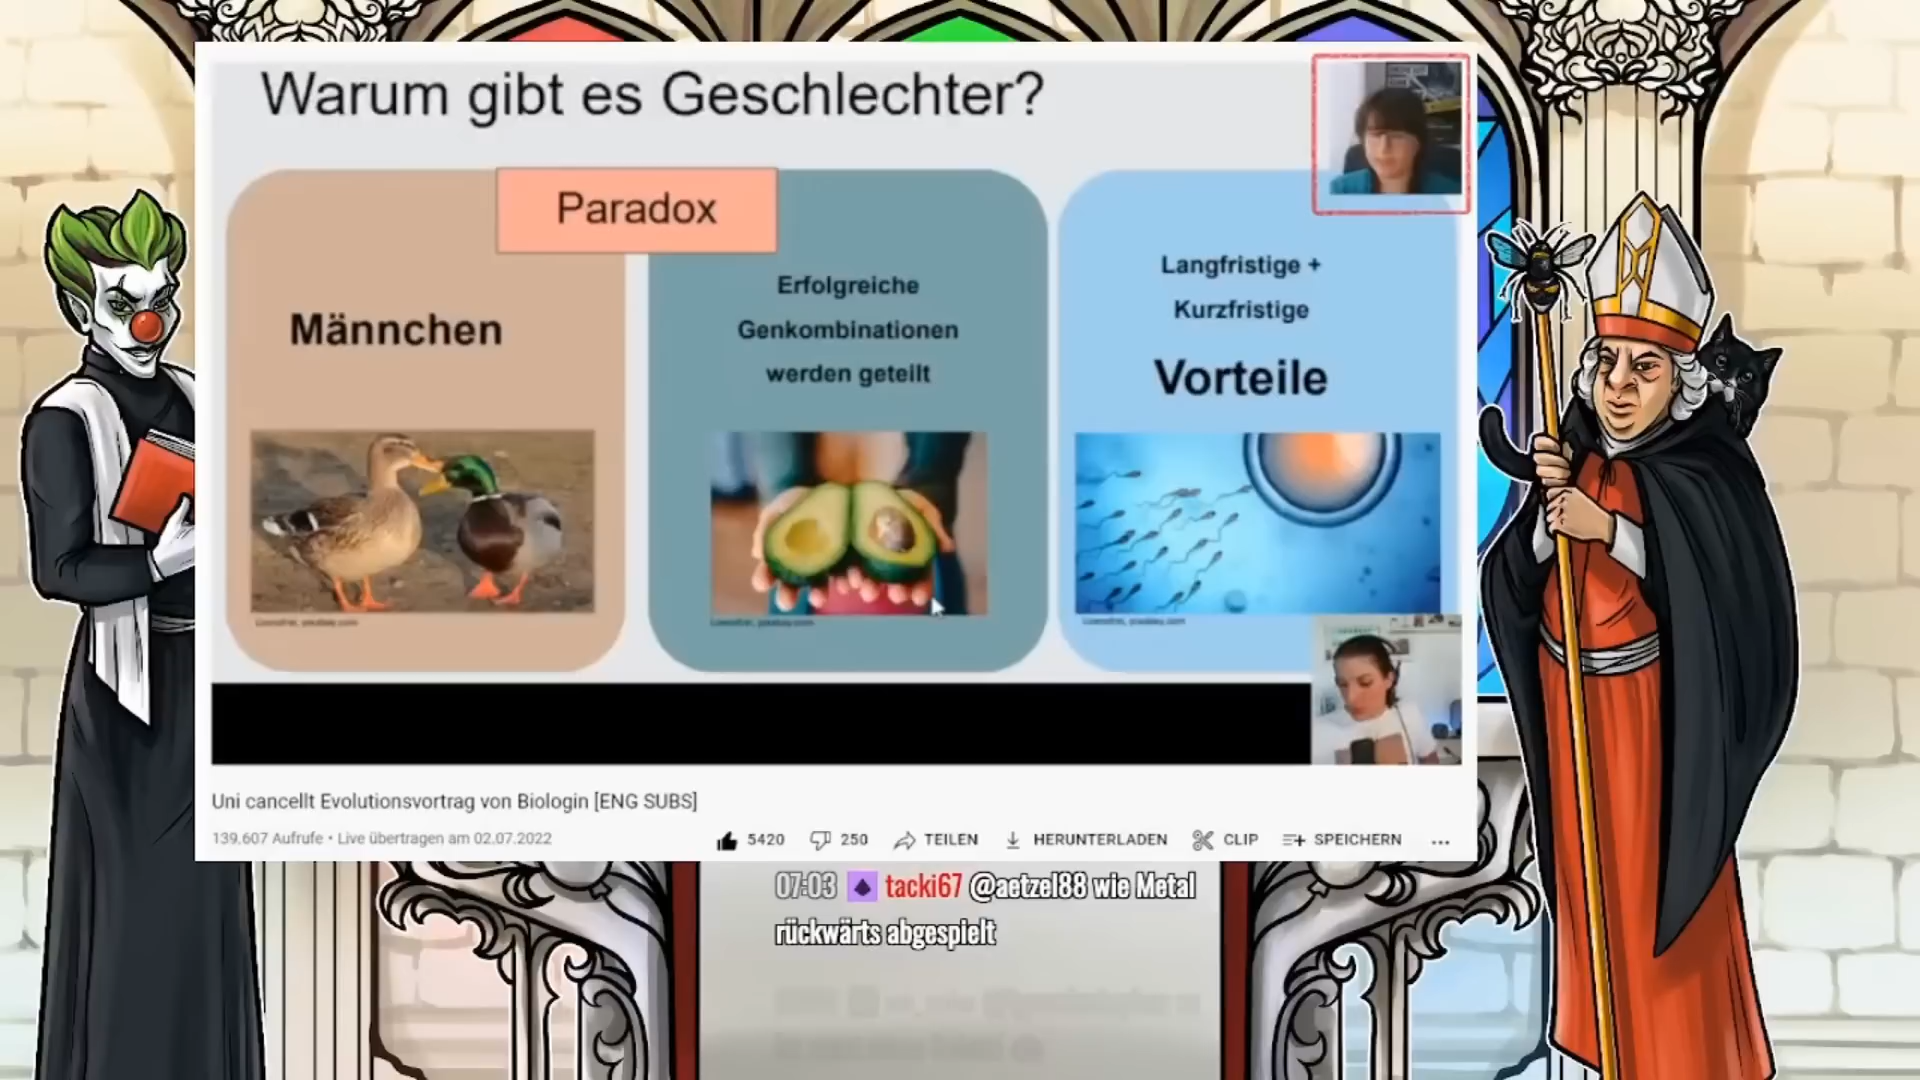 Warum gibt es Geschlechter?
Paradox
Männchen
Erfolgreiche
Genkombinationen
werden geteilt
Langfristige +
Kurzfristige
Vorteile
Uni cancellt Evolutionsvortrag von Biologin [ENG SUBS]
139.607 Aufrufe • Live übertragen am 02.07.2022
5420 250 TEILEN HERUNTERLADEN CLIP SPEICHERN ...
07:03 tacki67 @aetzel88 wie Metal
rückwärts abgespielt